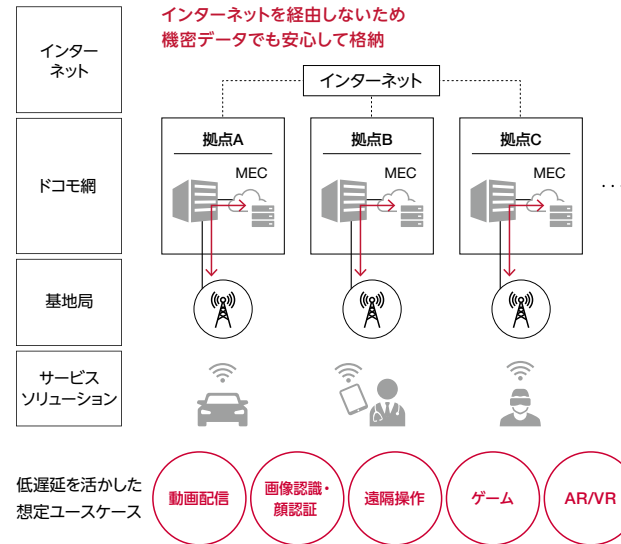 インターネットを経由しないため
機密データでも安心して格納
インター
ネット
インターネット
ドコモ網
拠点A
MEC
拠点B
MEC
拠点C
MEC
...
基地局
サービス
ソリューション
低遅延を活かした
想定ユースケース
動画配信
画像認識・
顔認証
遠隔操作
ゲーム
AR/VR